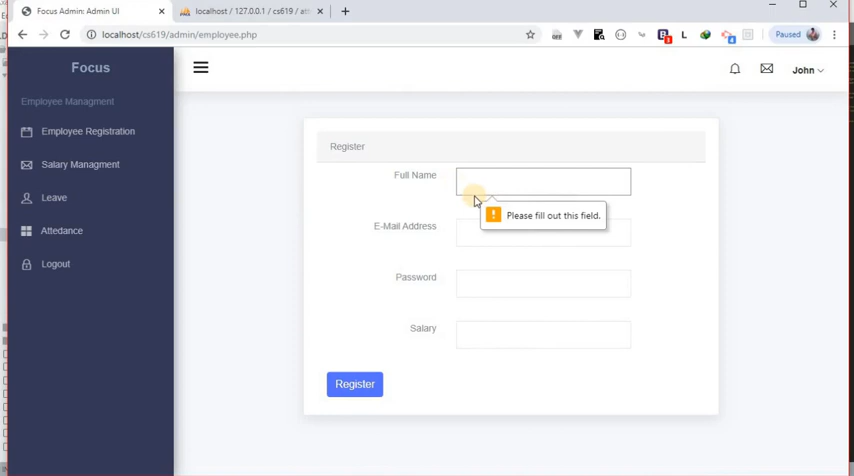 Focus Admin: Admin UI
localhost / 127.0.0.1 / cs619 / att
localhost/cs619/admin/employee.php
Paused
Focus
John
Employee Managment
Employee Registration
Salary Managment
Leave
Attedance
Logout
Register
Full Name
Please fill out this field.
E-Mail Address
Password
Salary
Register